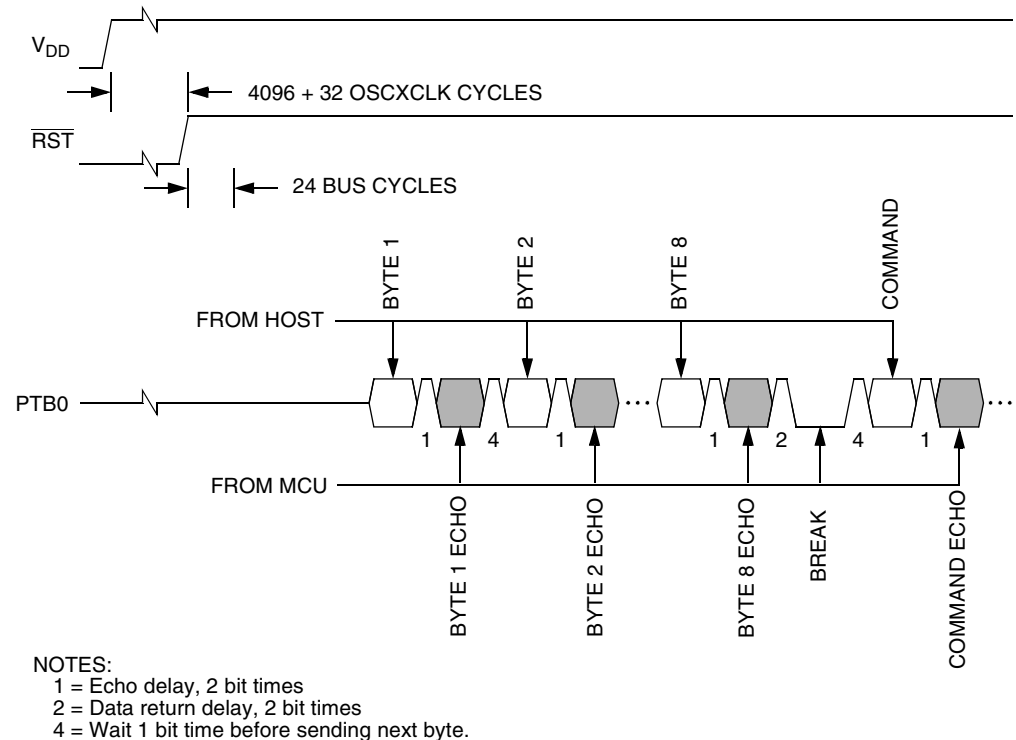 VDD
4096 + 32 OSCXCLK CYCLES
RST
24 BUS CYCLES
BYTE 1
BYTE 2
BYTE 8
COMMAND
FROM HOST
PTB0
1
4
1
1
2
4
1
FROM MCU
BYTE 1 ECHO
BYTE 2 ECHO
BYTE 8 ECHO
BREAK
COMMAND ECHO
NOTES:
1 = Echo delay, 2 bit times
2 = Data return delay, 2 bit times
4 = Wait 1 bit time before sending next byte.